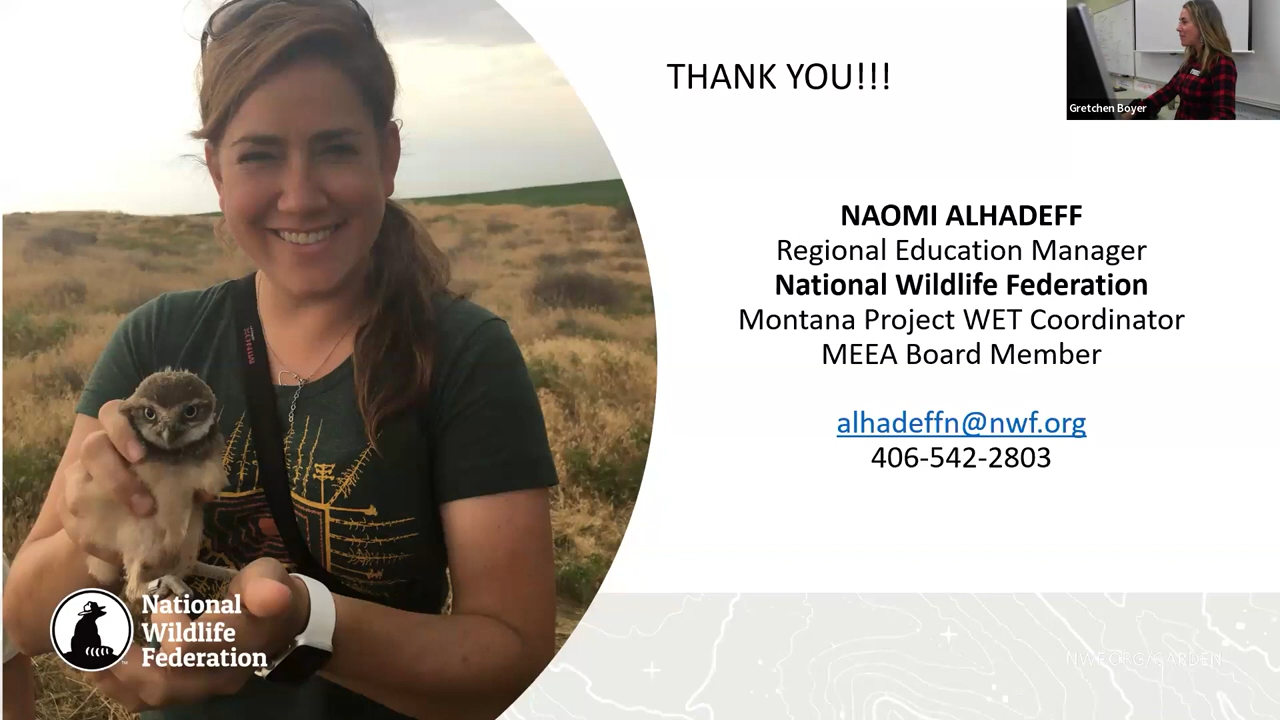 THANK YOU!!!
Gretchen Boyer
NAOMI ALHADEFF
Regional Education Manager
National Wildlife Federation
Montana Project WET Coordinator
MEEA Board Member
alhadeffn@nwf.org
406-542-2803
National
Wildlife
Federation
NWF.ORG/GARDEN